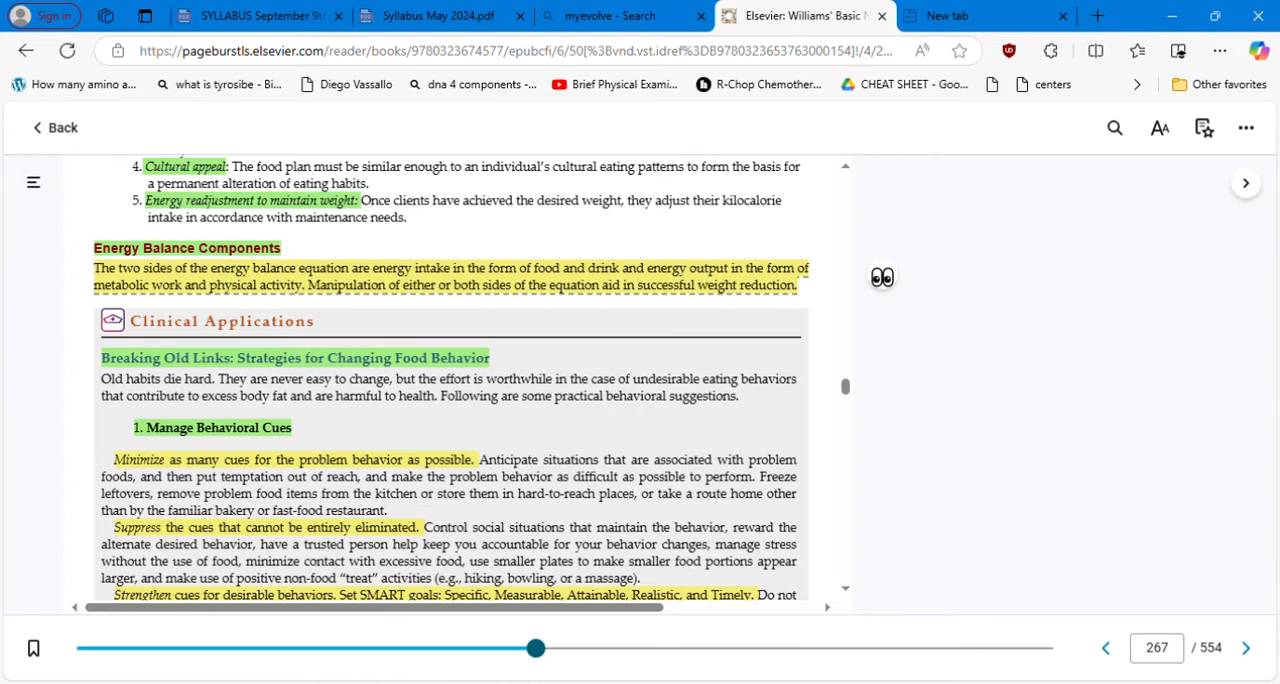 Sign in
SYLLABUS September 9th
Syllabus May 2024.pdf
myevolve - Search
Elsevier: Williams' Basic N
New tab
https://pageburstls.elsevier.com/reader/books/9780323674577/epubcfi/6/50[%3Bvnd.vst.idref%3DB9780323653763000154]!/4/2...
How many amino a...
what is tyrosibe - Bi...
Diego Vassallo
dna 4 components -...
Brief Physical Exami...
R-Chop Chemother...
CHEAT SHEET - Goo...
centers
Other favorites
Back
4. Cultural appeal: The food plan must be similar enough to an individual's cultural eating patterns to form the basis for
a permanent alteration of eating habits.
5. Energy readjustment to maintain weight: Once clients have achieved the desired weight, they adjust their kilocalorie
intake in accordance with maintenance needs.
Energy Balance Components
The two sides of the energy balance equation are energy intake in the form of food and drink and energy output in the form of
metabolic work and physical activity. Manipulation of either or both sides of the equation aid in successful weight reduction.
Clinical Applications
Breaking Old Links: Strategies for Changing Food Behavior
Old habits die hard. They are never easy to change, but the effort is worthwhile in the case of undesirable eating behaviors
that contribute to excess body fat and are harmful to health. Following are some practical behavioral suggestions.
1. Manage Behavioral Cues
Minimize as many cues for the problem behavior as possible. Anticipate situations that are associated with problem
foods, and then put temptation out of reach, and make the problem behavior as difficult as possible to perform. Freeze
leftovers, remove problem food items from the kitchen or store them in hard-to-reach places, or take a route home other
than by the familiar bakery or fast-food restaurant.
Suppress the cues that cannot be entirely eliminated. Control social situations that maintain the behavior, reward the
alternate desired behavior, have a trusted person help keep you accountable for your behavior changes, manage stress
without the use of food, minimize contact with excessive food, use smaller plates to make smaller food portions appear
larger, and make use of positive non-food "treat" activities (e.g., hiking, bowling, or a massage).
Strengthen cues for desirable behaviors. Set SMART goals: Specific, Measurable, Attainable, Realistic, and Timely. Do not
267 / 554